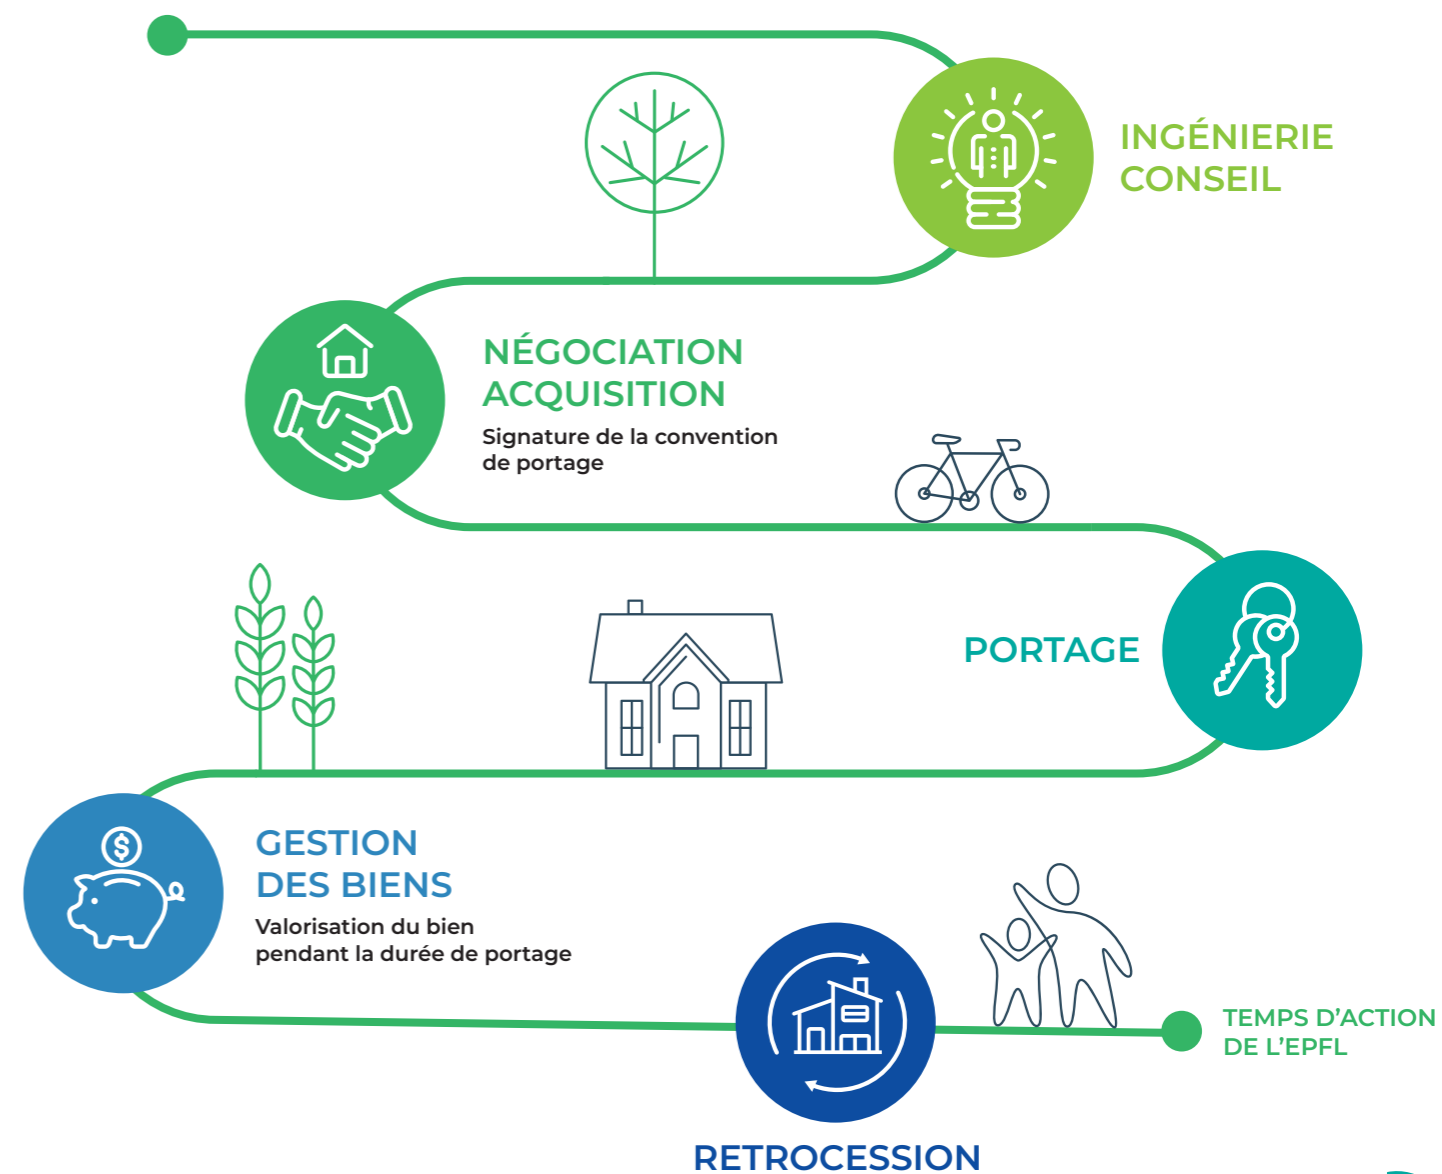 INGÉNIERIE
CONSEIL
NÉGOCIATION
ACQUISITION
Signature de la convention
de portage
PORTAGE
$
GESTION
DES BIENS
Valorisation du bien
pendant la durée de portage
TEMPS D'ACTION
DE L'EPFL
RETROCESSION